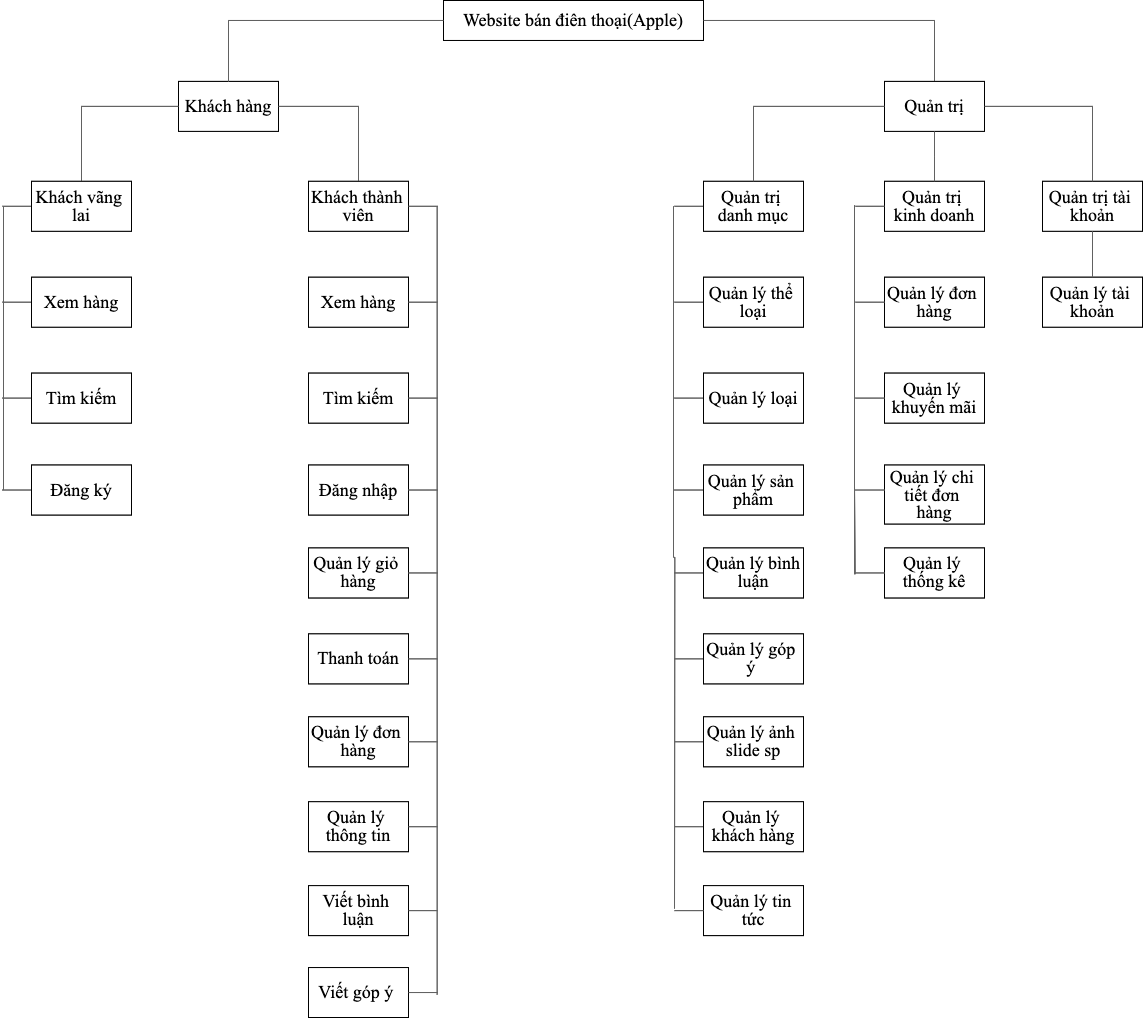 Website bán điên thoại(Apple)
Khách hàng
Quản trị
Khách vãng
lai
Khách thành
viên
Quản trị
danh mục
Quản trị
kinh doanh
Quản trị tài
khoản
Xem hàng
Xem hàng
Quản lý thể
loại
Quản lý đơn
hàng
Quản lý tài
khoản
Tìm kiếm
Tìm kiếm
Quản lý loại
Quản lý
khuyến mãi
Đăng ký
Đăng nhập
Quản lý sản
phẩm
Quản lý chi
tiết đơn
hàng
Quản lý giỏ
hàng
Quản lý bình
luận
Quản lý
thống kê
Thanh toán
Quản lý góp
ý
Quản lý đơn
hàng
Quản lý ảnh
slide sp
Quản lý
thông tin
Quản lý
khách hàng
Viết bình
luận
Quản lý tin
tức
Viết góp ý